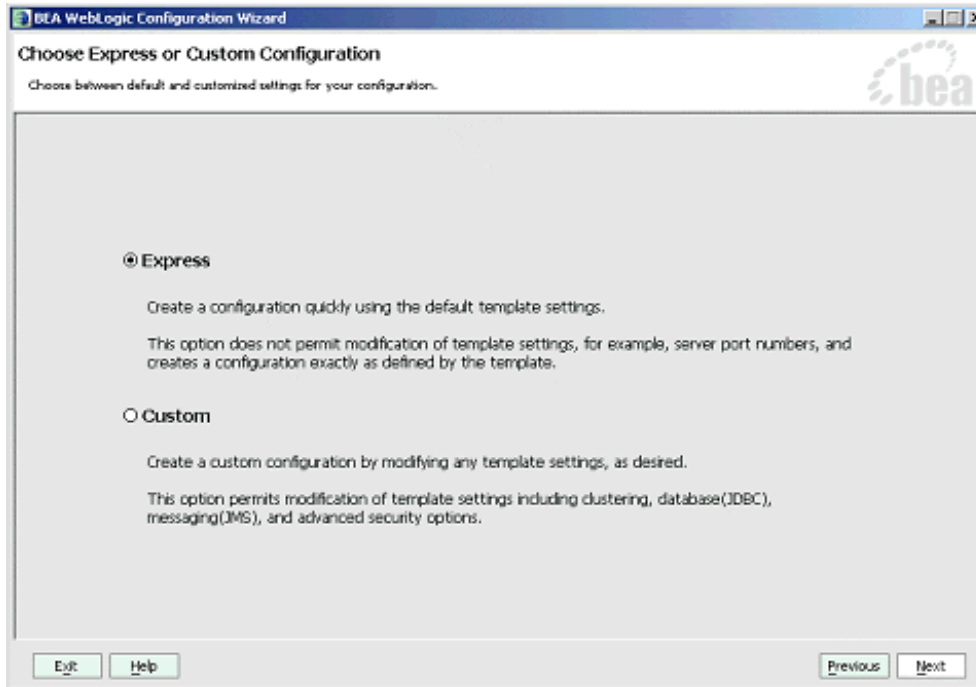 BEA WebLogic Configuration Wizard
Choose Express or Custom Configuration
Choose between default and customized settings for your configuration.
bea
Express
Create a configuration quickly using the default template settings.
This option does not permit modification of template settings, for example, server port numbers, and
creates a configuration exactly as defined by the template.
Custom
Create a custom configuration by modifying any template settings, as desired.
This option permits modification of template settings including clustering, database(JDBC),
messaging(JMS), and advanced security options.
Exit Help Previous Next